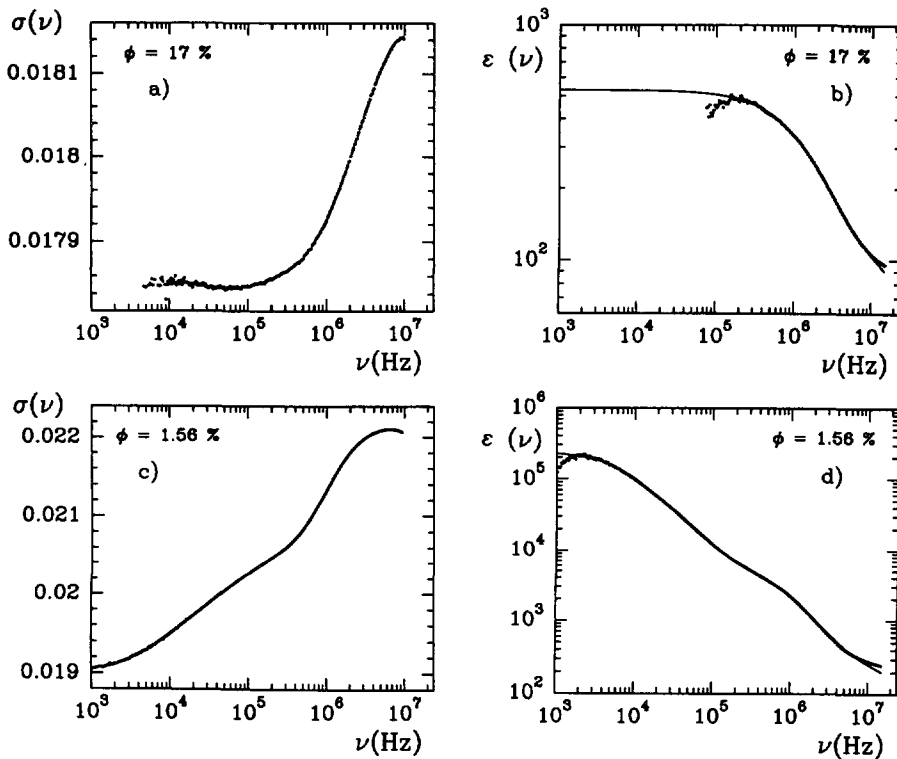 σ(ν)
φ = 17 %
a)
0.0181
0.018
0.0179
10³ 10⁴ 10⁵ 10⁶ 10⁷
ν(Hz)
10³
ε (ν)
φ = 17 %
b)
10²
10³ 10⁴ 10⁵ 10⁶ 10⁷
ν(Hz)
σ(ν)
φ = 1.56 %
c)
0.022
0.021
0.02
0.019
10³ 10⁴ 10⁵ 10⁶ 10⁷
ν(Hz)
10⁶
ε (ν)
φ = 1.56 %
d)
10⁵
10⁴
10³
10²
10³ 10⁴ 10⁵ 10⁶ 10⁷
ν(Hz)